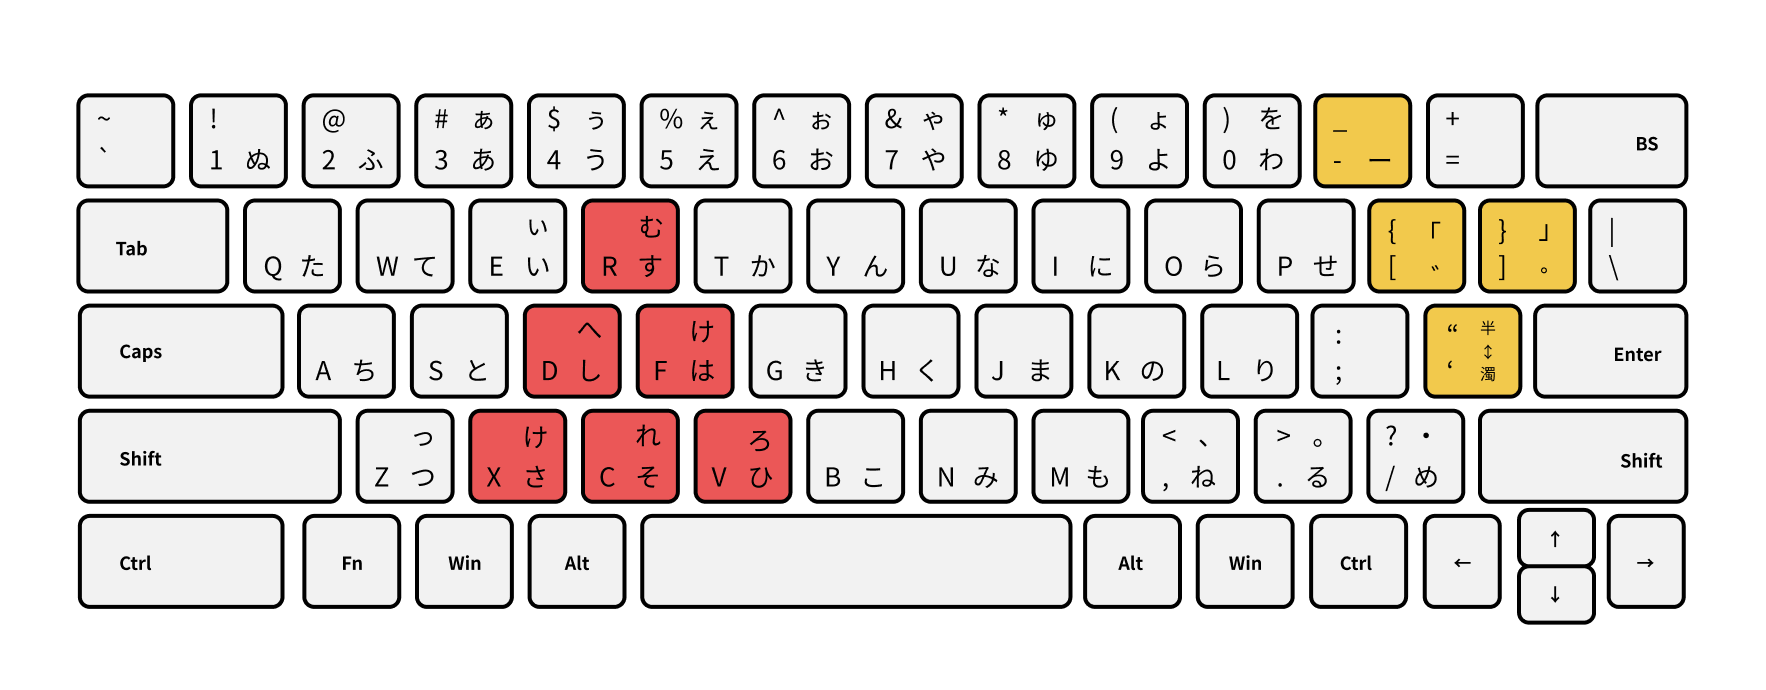 ~ ! @ # ぁ $ ぅ % ぇ ^ ぉ & ゃ * ゅ ( ょ ) を _ +
` 1 ぬ 2 ふ 3 あ 4 う 5 え 6 お 7 や 8 ゆ 9 よ 0 わ - ー = BS
ぃ む { 「 } 」 |
Tab Q た W て E い R す T か Y ん U な I に O ら P せ [ ゛ ] 。 \
へ け : “ 半
↕
Caps A ち S と D し F は G き H く J ま K の L り ; ‘ 濁 Enter
っ け れ ろ < 、 > 。 ? ・
Shift Z つ X さ C そ V ひ B こ N み M も , ね . る / め Shift
Ctrl Fn Win Alt Alt Win Ctrl ← ↑ ↓ →